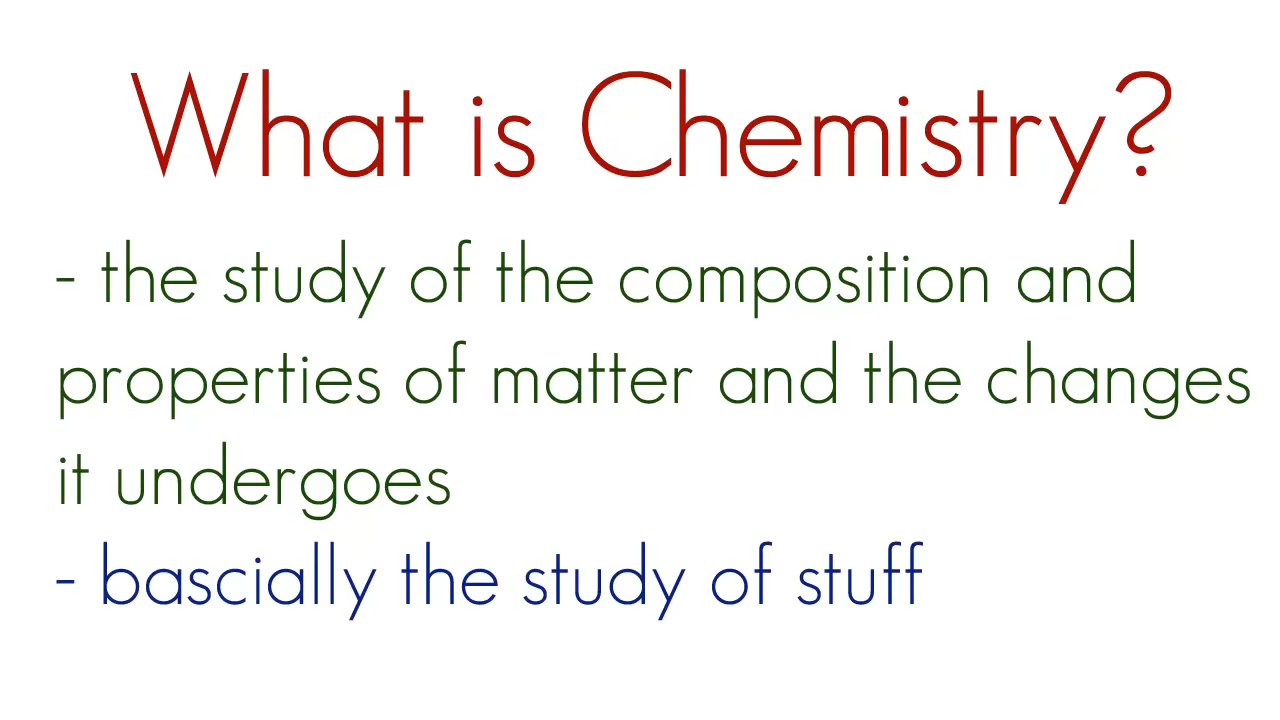 What is Chemistry?
- the study of the composition and
properties of matter and the changes
it undergoes
- bascially the study of stuff